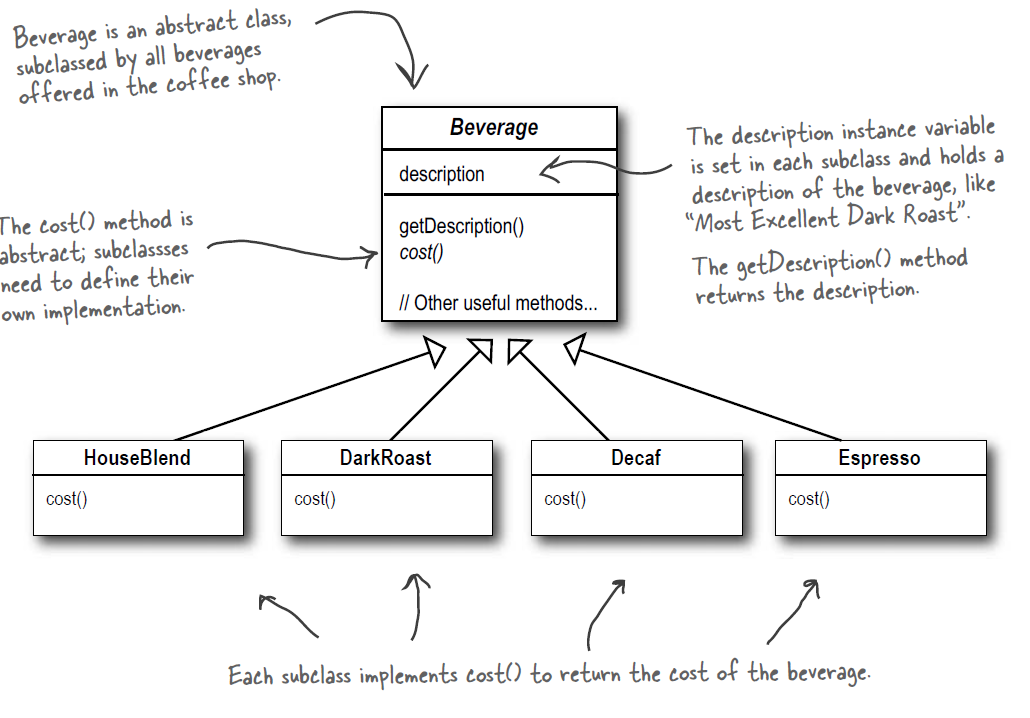 Beverage is an abstract class,
subclassed by all beverages
offered in the coffee shop.
Beverage
description
The description instance variable
is set in each subclass and holds a
description of the beverage, like
“Most Excellent Dark Roast”.
The cost() method is
abstract; subclassses
need to define their
own implementation.
getDescription()
cost()
// Other useful methods...
The getDescription() method
returns the description.
HouseBlend
cost()
DarkRoast
cost()
Decaf
cost()
Espresso
cost()
Each subclass implements cost() to return the cost of the beverage.